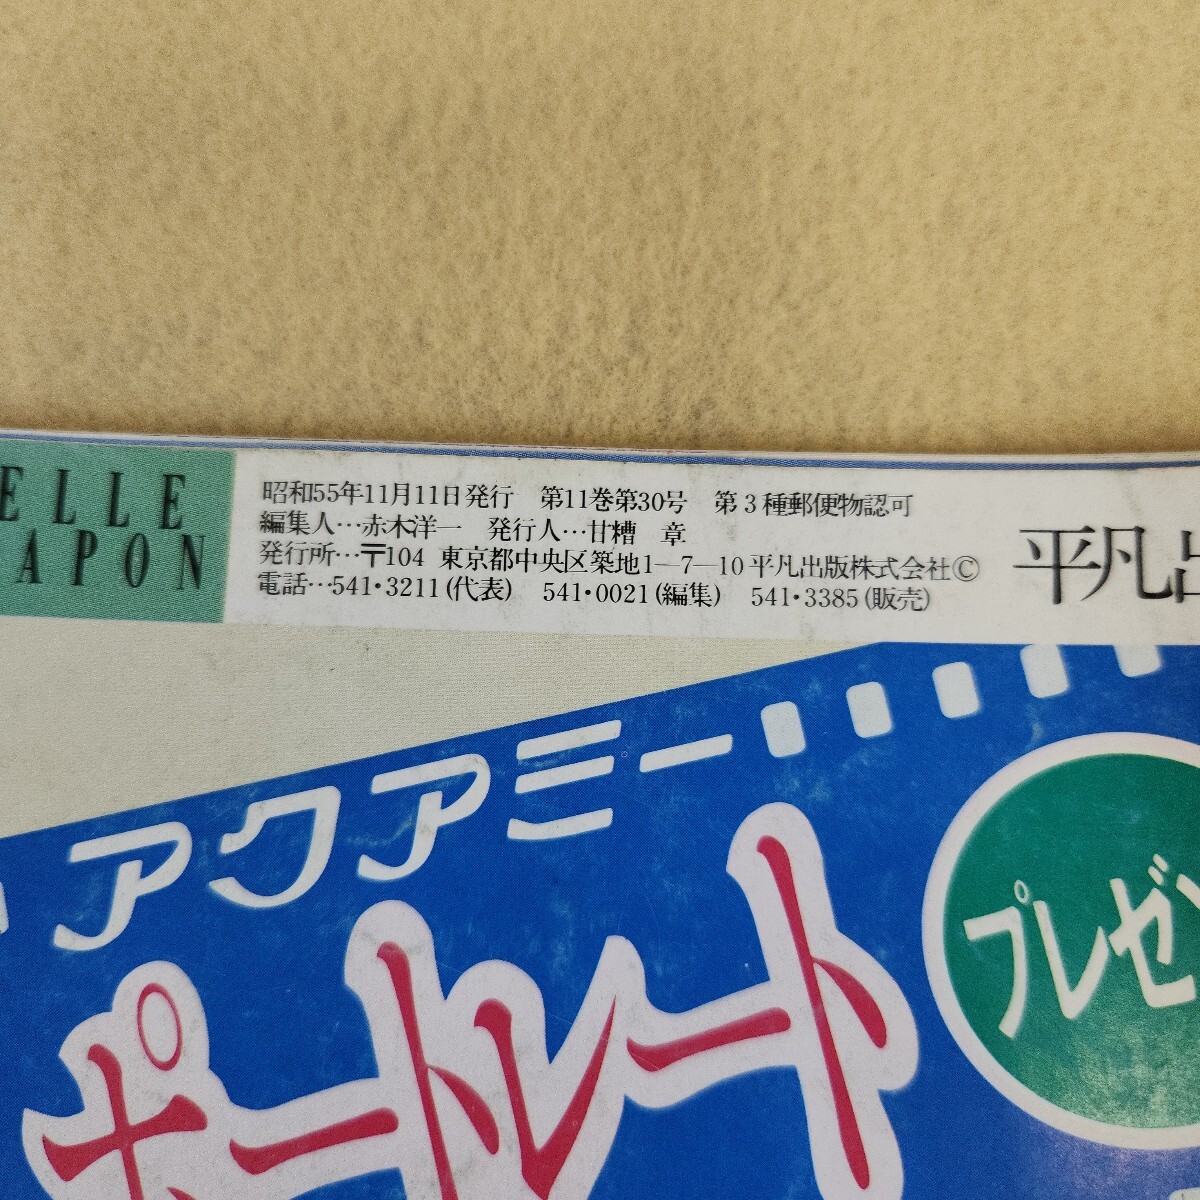 ELLE
APON
昭和55年11月11日発行 第11巻第30号 第3種郵便物認可
編集人…赤木洋一 発行人…甘糟 章
発行所…〒104 東京都中央区築地1—7—10平凡出版株式会社©
電話…541・3211(代表) 541・0021(編集) 541・3385(販売)
平凡出
アクアミー
ポートルート
プレゼン